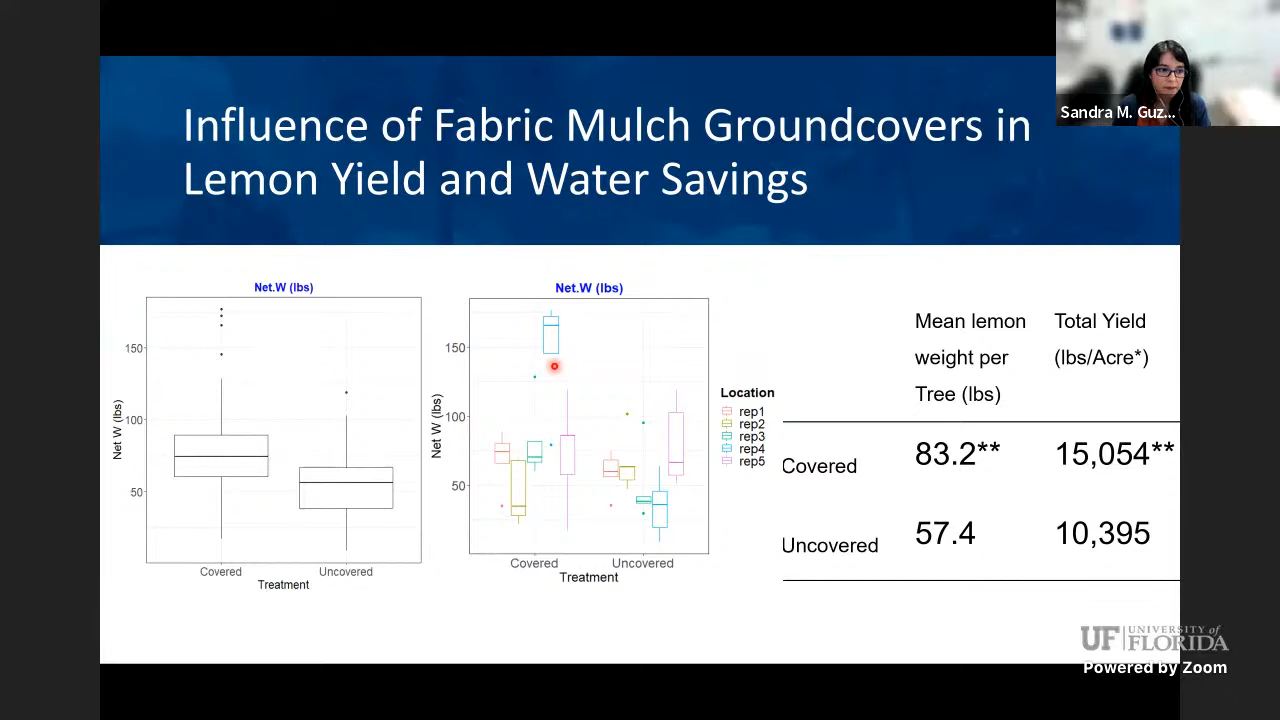 Sandra M. Guz...
Influence of Fabric Mulch Groundcovers in
Lemon Yield and Water Savings
Net.W (lbs)
Net W (lbs)
150
100
50
Covered
Uncovered
Treatment
Net.W (lbs)
Net W (lbs)
150
100
50
Covered
Uncovered
Treatment
Location
rep1
rep2
rep3
rep4
rep5
Mean lemon
weight per
Tree (lbs)
Total Yield
(lbs/Acre*)
Covered
83.2**
15,054**
Uncovered
57.4
10,395
UF UNIVERSITY of
FLORIDA
Powered by Zoom